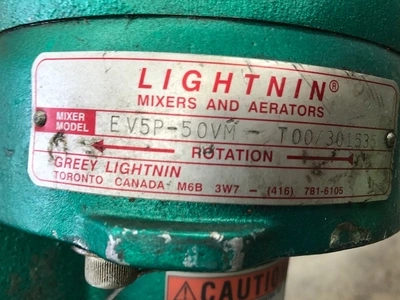 LIGHTNIN®
MIXERS AND AERATORS
MIXER MODEL EV5P-50VM - T00/301535
ROTATION
GREEY LIGHTNIN
TORONTO CANADA M6B 3W7 - (416) 781-6105
CAUTION